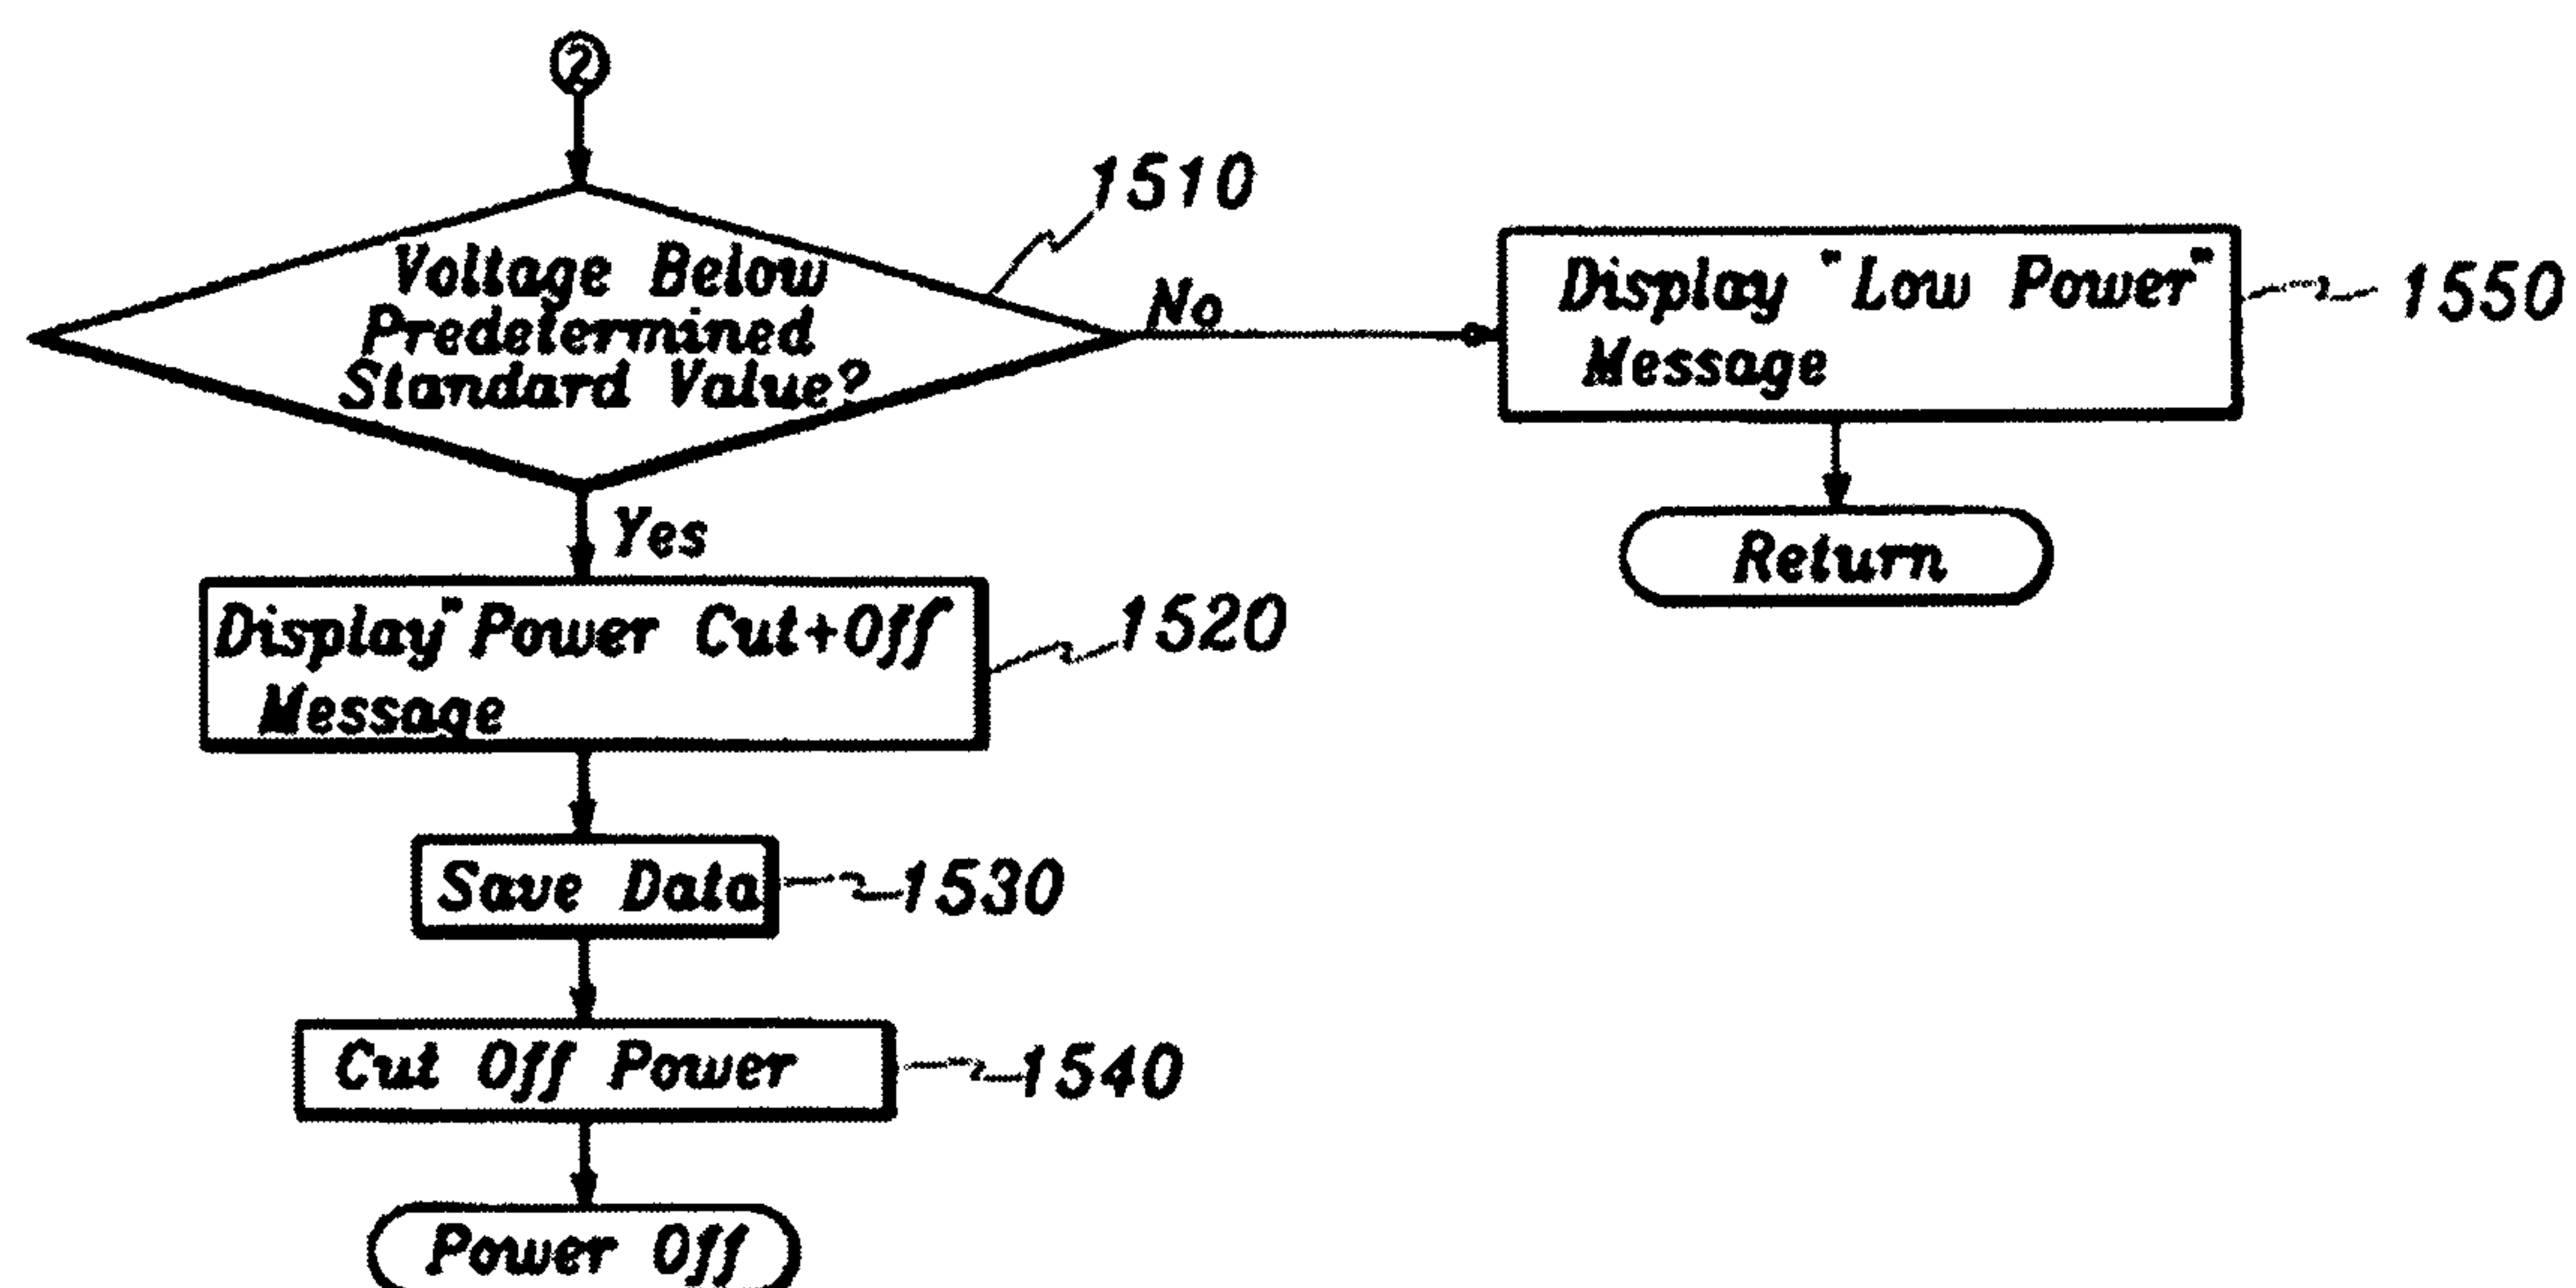 2
1510
Voltage Below
Predetermined
Standard Value?
No
Display "Low Power"
Message
1550
Return
Yes
Display" Power Cut+Off
Message
1520
Save Data
1530
Cut Off Power
1540
Power Off